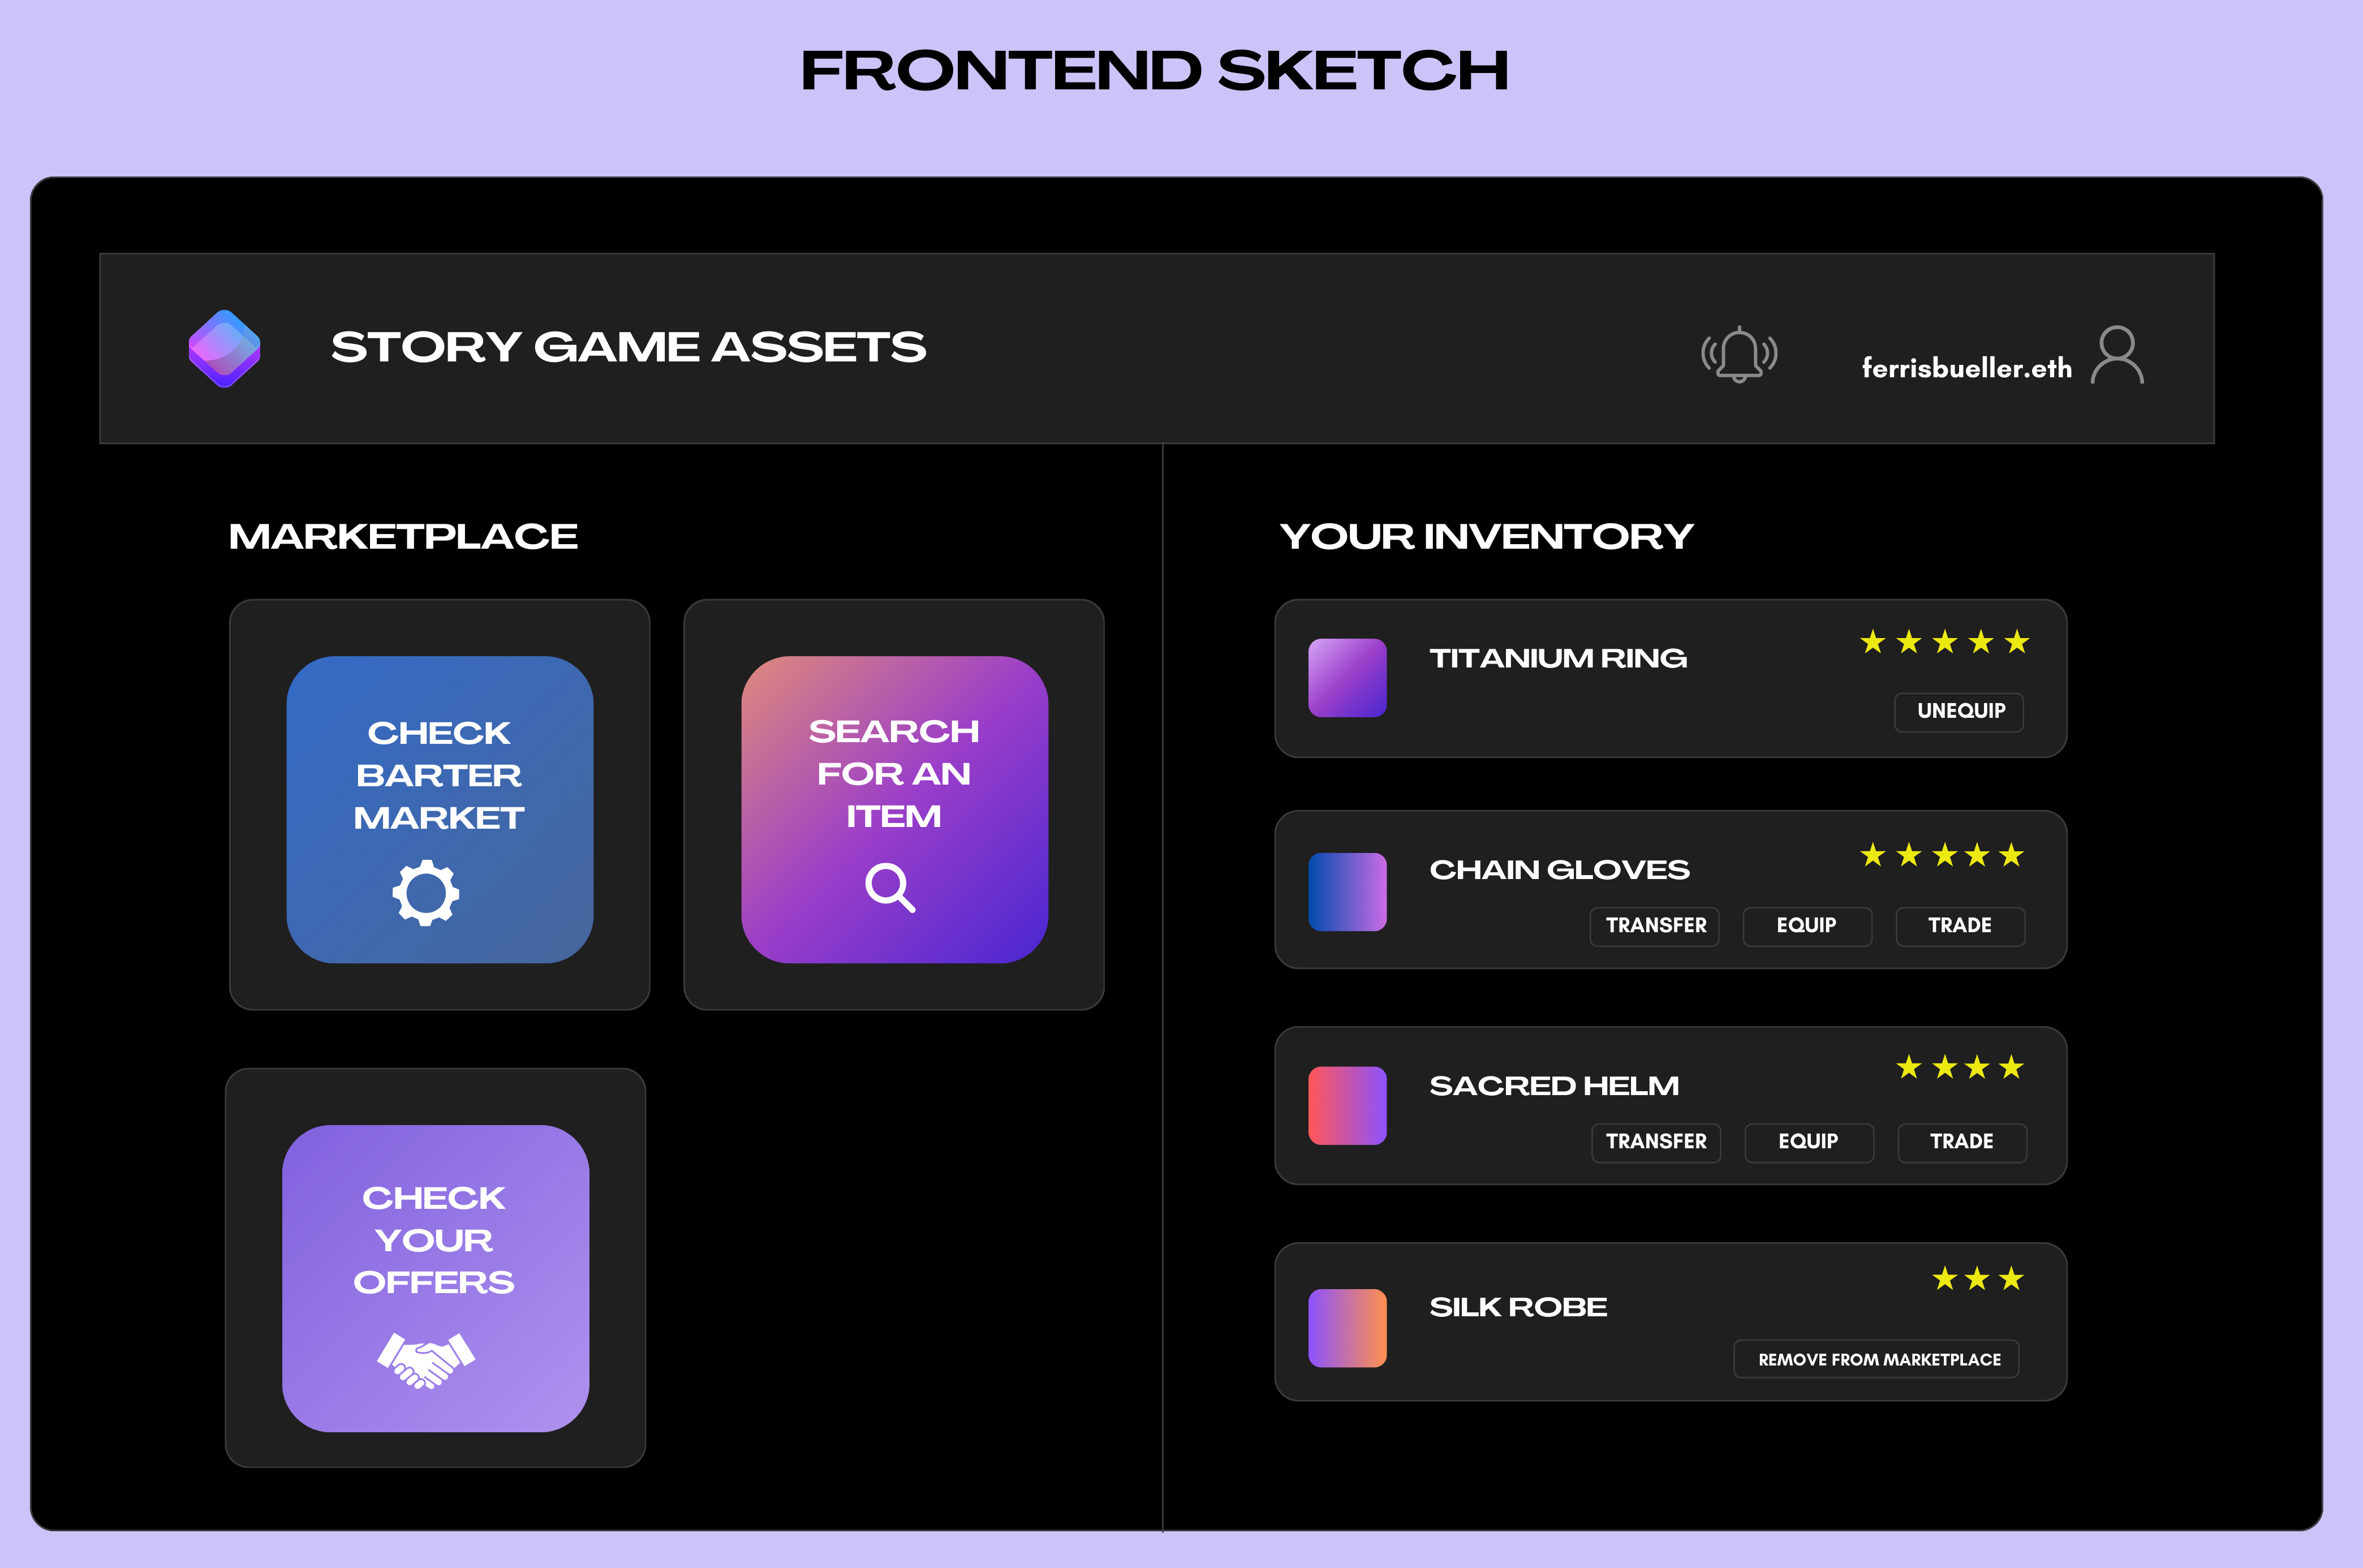 FRONTEND SKETCH
STORY GAME ASSETS
ferrisbueller.eth
MARKETPLACE
CHECK
BARTER
MARKET
SEARCH
FOR AN
ITEM
CHECK
YOUR
OFFERS
YOUR INVENTORY
TITANIUM RING
UNEQUIP
CHAIN GLOVES
TRANSFER EQUIP TRADE
SACRED HELM
TRANSFER EQUIP TRADE
SILK ROBE
REMOVE FROM MARKETPLACE